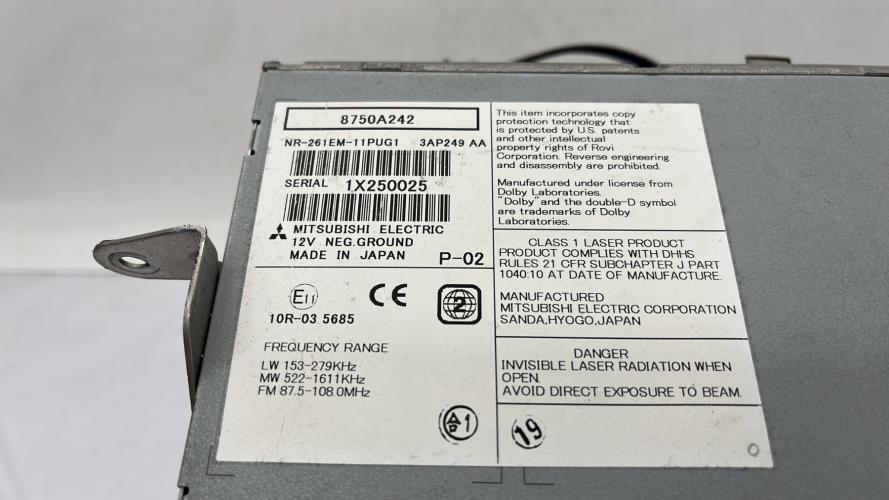 8750A242
NR-261EM-11PUG1 3AP249 AA
SERIAL 1X250025
MITSUBISHI ELECTRIC
12V NEG.GROUND
MADE IN JAPAN P-02
E11
CE
2
10R-03 5685
FREQUENCY RANGE
LW 153-279KHz
MW 522-1611KHz
FM 87.5-108.0MHz
合1
This item incorporates copy
protection technology that
is protected by U.S. patents
and other intellectual
property rights of Rovi
Corporation. Reverse engineering
and disassembly are prohibited.
Manufactured under license from
Dolby Laboratories.
"Dolby" and the double-D symbol
are trademarks of Dolby
Laboratories.
CLASS 1 LASER PRODUCT
PRODUCT COMPLIES WITH DHHS
RULES 21 CFR SUBCHAPTER J PART
1040:10 AT DATE OF MANUFACTURE.
MANUFACTURED
MITSUBISHI ELECTRIC CORPORATION
SANDA,HYOGO,JAPAN
DANGER
INVISIBLE LASER RADIATION WHEN
OPEN.
AVOID DIRECT EXPOSURE TO BEAM.
19